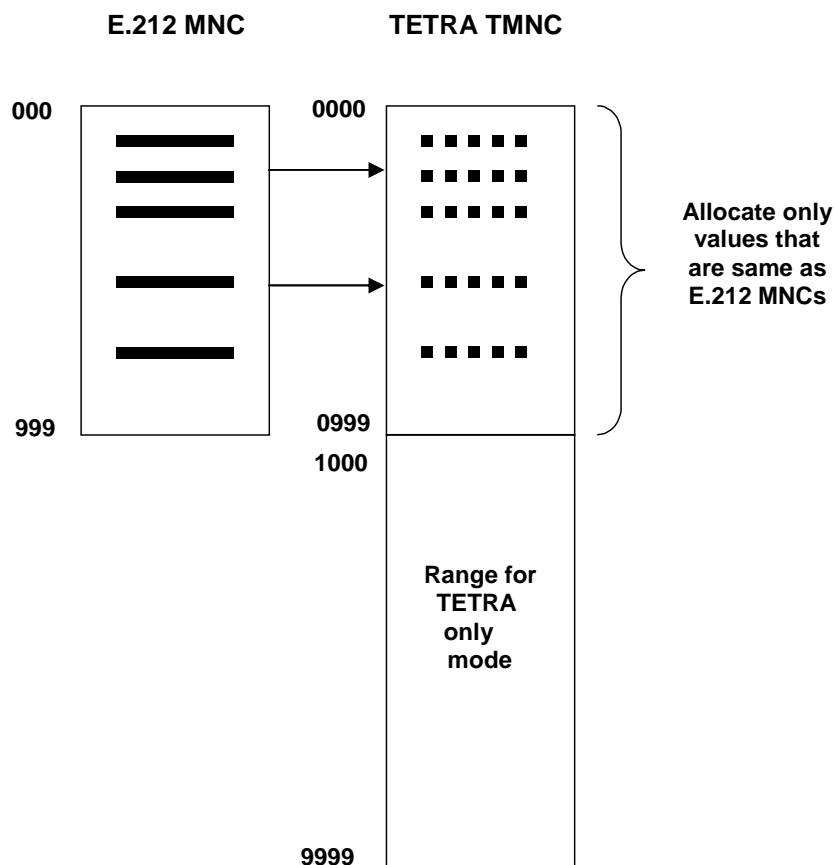 E.212 MNC
TETRA TMNC
000
0000
Allocate only
values that
are same as
E.212 MNCs
999
0999
1000
Range for
TETRA
only
mode
9999